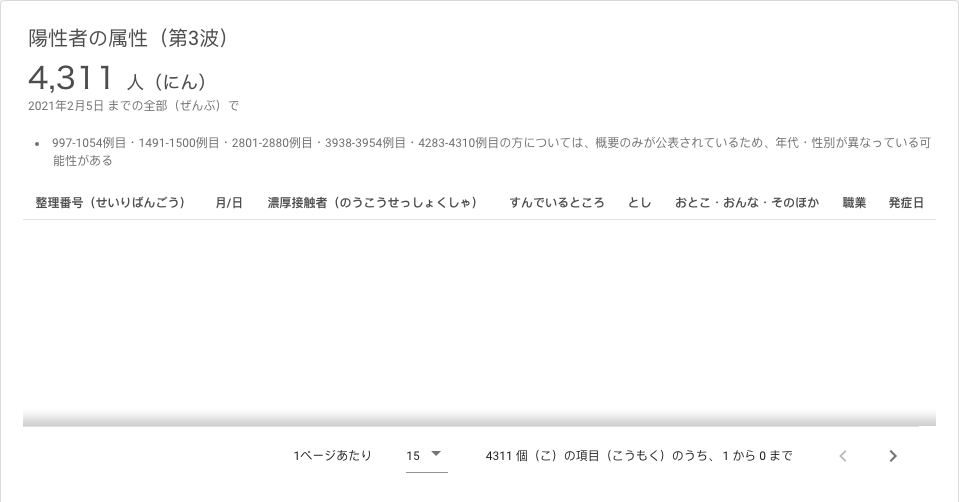 陽性者の属性（第3波）
4,311 人（にん）
2021年2月5日 までの全部（ぜんぶ）で
• 997-1054例目・1491-1500例目・2801-2880例目・3938-3954例目・4283-4310例目の方については、概要のみが公表されているため、年代・性別が異なっている可
能性がある
整理番号（せいりばんごう） 月/日 濃厚接触者（のうこうせっしょくしゃ） すんでいるところ とし おとこ・おんな・そのほか 職業 発症日
1ページあたり 15 4311 個（こ）の項目（こうもく）のうち、1 から 0 まで